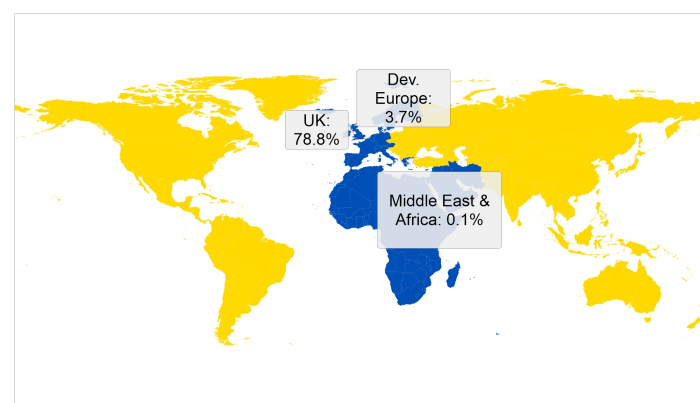 Dev.
Europe:
3.7%
UK:
78.8%
Middle East &
Africa: 0.1%